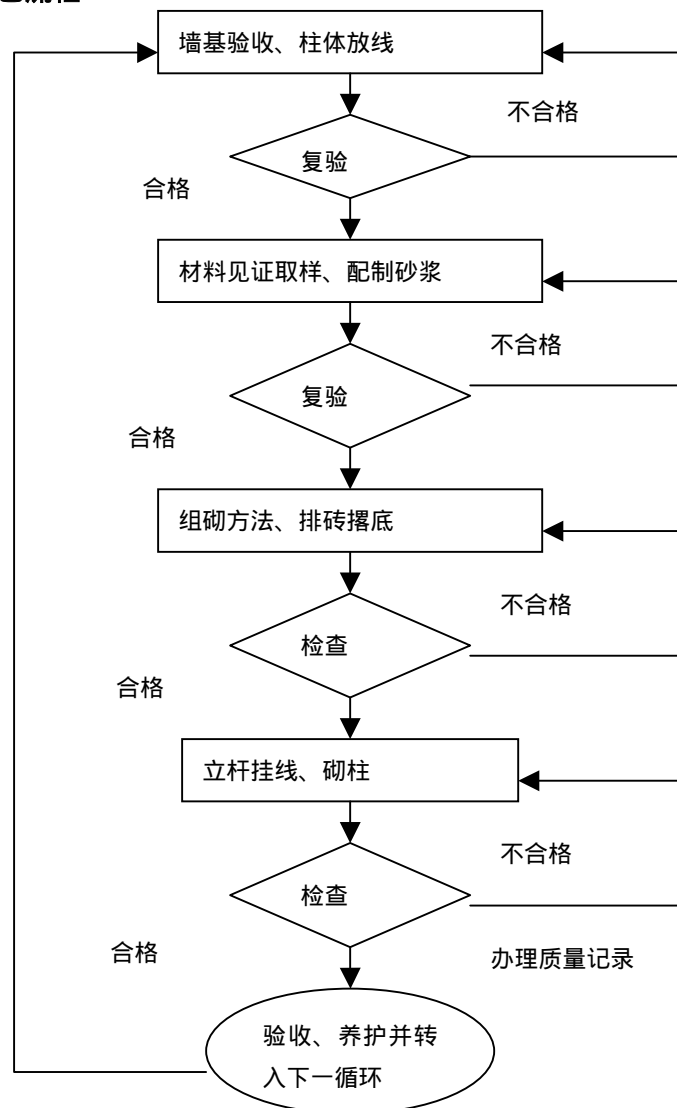 墙基验收、柱体放线
不合格
复验
合格
材料见证取样、配制砂浆
不合格
复验
合格
组砌方法、排砖撂底
不合格
检查
合格
立杆挂线、砌柱
不合格
检查
合格
办理质量记录
验收、养护并转
入下一循环